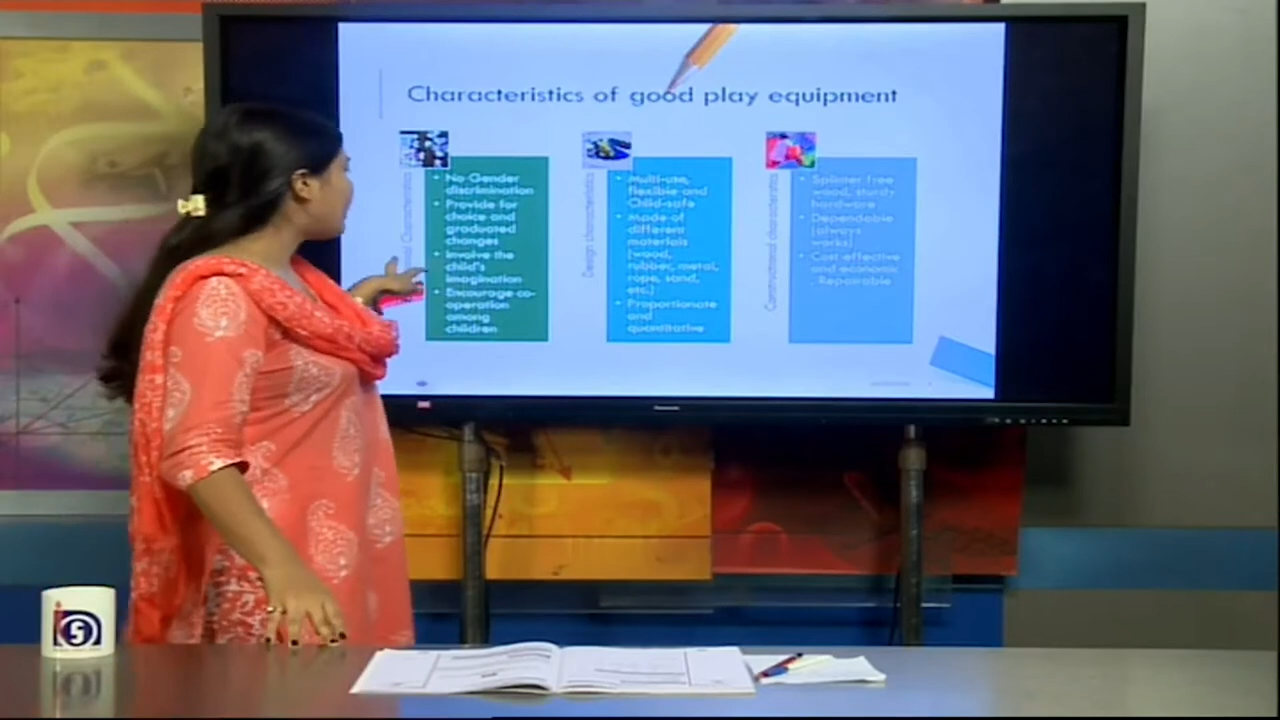 Characteristics of good play equipment
Characteristics
• No Gender
discrimination
• Provide for
choice and
graduated
changes
• Involve the
child's
imagination
• Encourage co-
operation
among
children
Design characteristics
• Multi-use,
flexible and
Child-safe
• Made of
different
materials
(wood,
rubber, metal,
rope, sand,
etc.)
• Proportionate
and
quantitative
Constructional characteristics
• Splinter free
wood, sturdy
hardware
• Dependable
(always
works)
• Cost effective
and economic
. Repairable
Panasonic